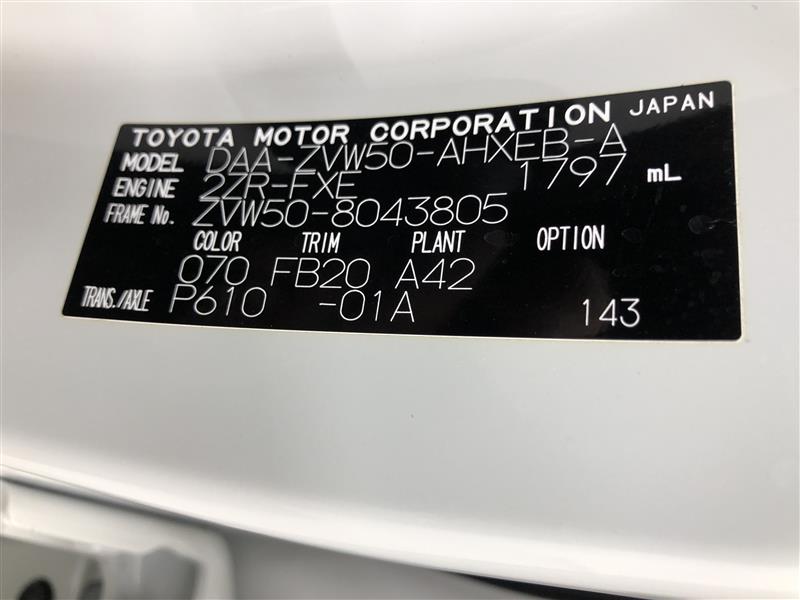 TOYOTA MOTOR CORPORATION JAPAN
MODEL DAA-ZVW50-AHXEB-A
ENGINE 2ZR-FXE 1797 mL
FRAME No. ZVW50-8043805
COLOR TRIM PLANT OPTION
070 FB20 A42
TRANS./AXLE P610 -01A 143